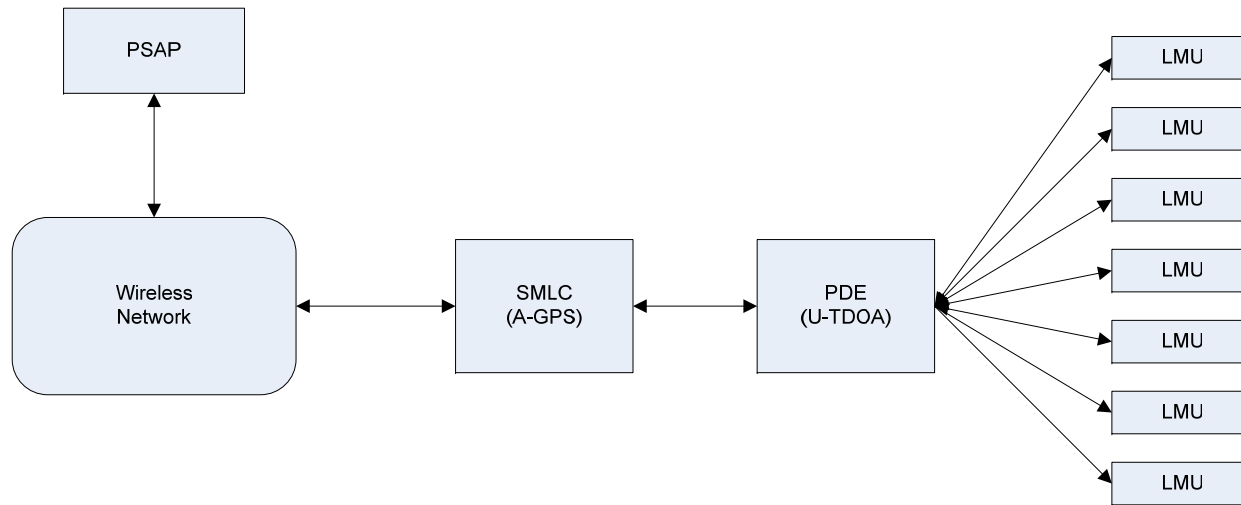 PSAP
Wireless
Network
SMLC
(A-GPS)
PDE
(U-TDOA)
LMU
LMU
LMU
LMU
LMU
LMU
LMU